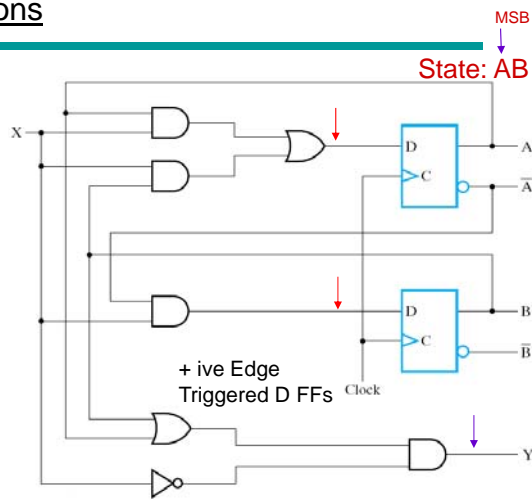 ons
MSB
State: AB
X
D
A
C
A̅
D
B
C
B̅
+ ive Edge
Triggered D FFs
Clock
Y